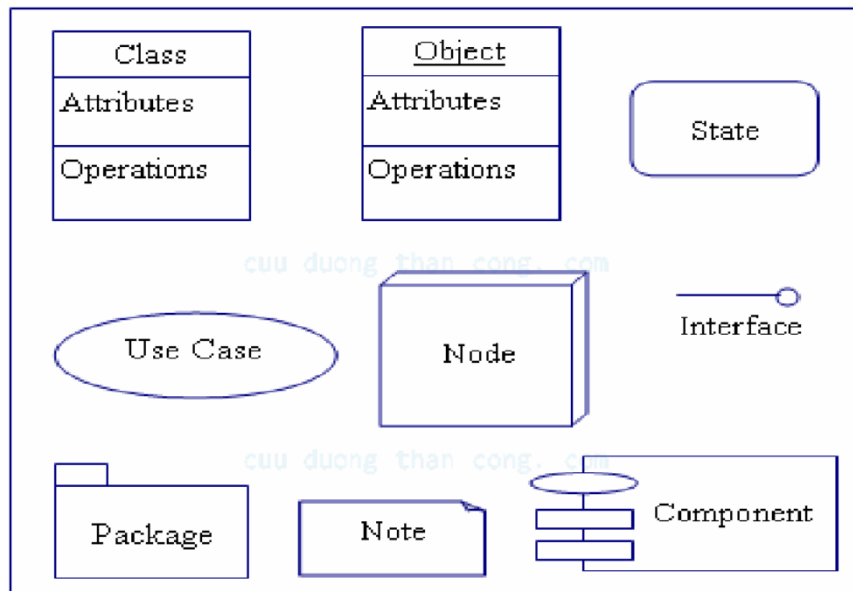 Class
Attributes
Operations
Object
Attributes
Operations
State
cuu duong than cong. com
Use Case
Node
Interface
cuu duong than cong. com
Package
Note
Component